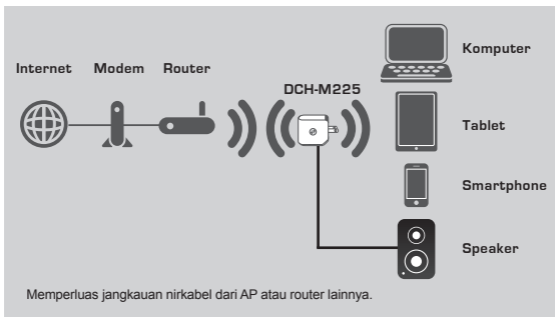 Komputer
Internet Modem Router
DCH-M225
Tablet
Smartphone
Speaker
Memperluas jangkauan nirkabel dari AP atau router lainnya.